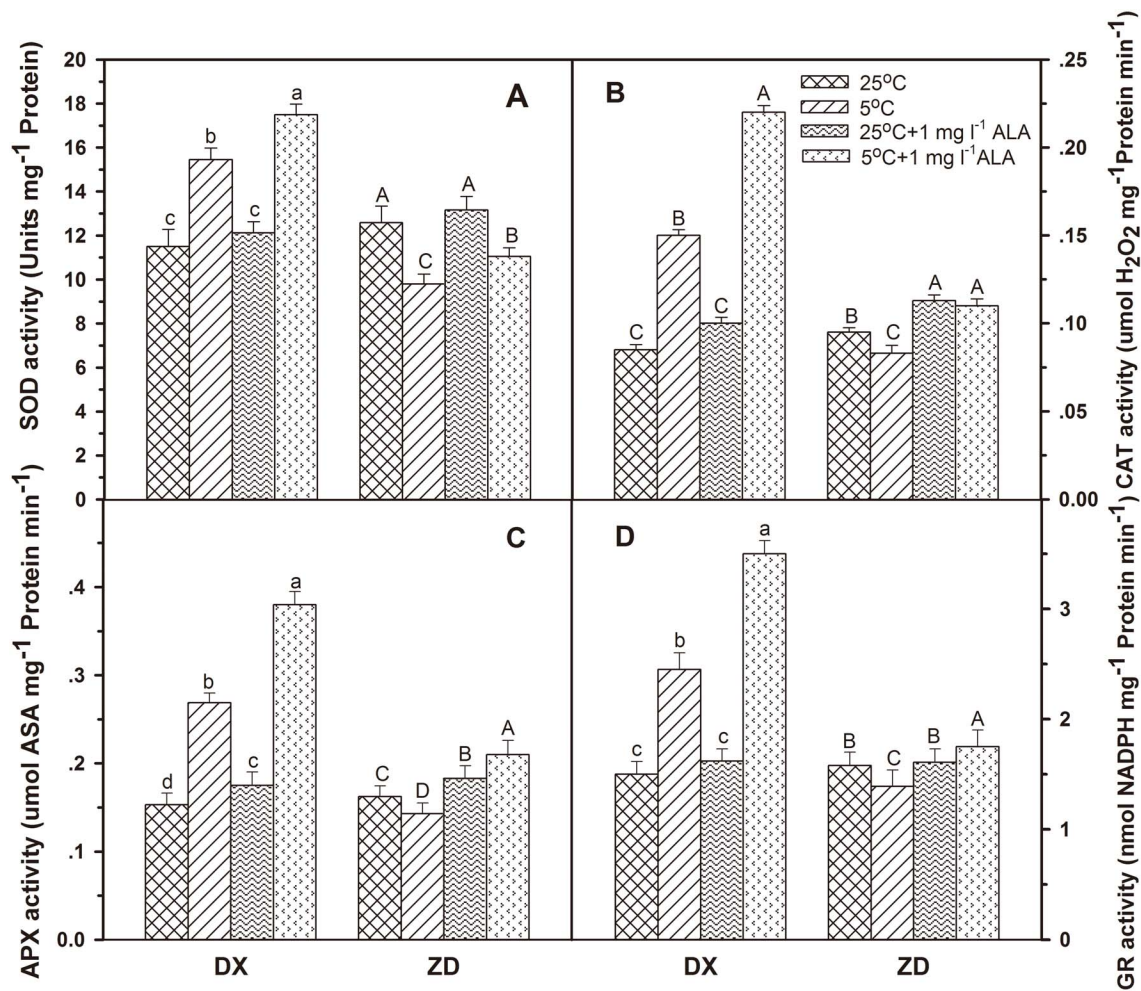 SOD activity (Units mg⁻¹ Protein)
20
18
16
14
12
10
8
6
4
2
0
A
c
b
c
a
A
C
A
B
B
25°C
5°C
25°C+1 mg l⁻¹ ALA
5°C+1 mg l⁻¹ALA
C
B
C
A
B
C
A
A
.25
.20
.15
.10
.05
0.00
CAT activity (umol H₂O₂ mg⁻¹Protein min⁻¹)
APX activity (umol ASA mg⁻¹ Protein min⁻¹)
.4
.3
.2
.1
0.0
C
d
b
c
a
C
D
B
A
DX
ZD
D
c
b
c
a
B
C
B
A
DX
ZD
3
2
1
0
GR activity (nmol NADPH mg⁻¹ Protein min⁻¹)